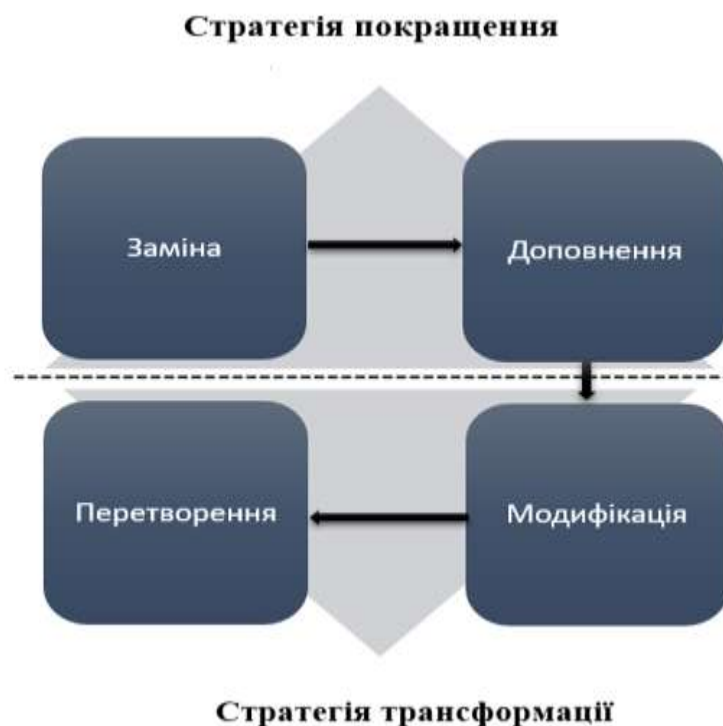 Стратегія покращення
Заміна
Доповнення
Перетворення
Модифікація
Стратегія трансформації